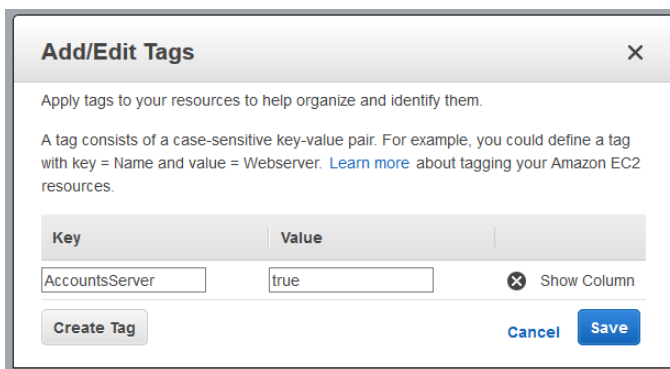 Add/Edit Tags
Apply tags to your resources to help organize and identify them.
A tag consists of a case-sensitive key-value pair. For example, you could define a tag
with key = Name and value = Webserver. Learn more about tagging your Amazon EC2
resources.
Key Value
AccountsServer true Show Column
Create Tag Cancel Save